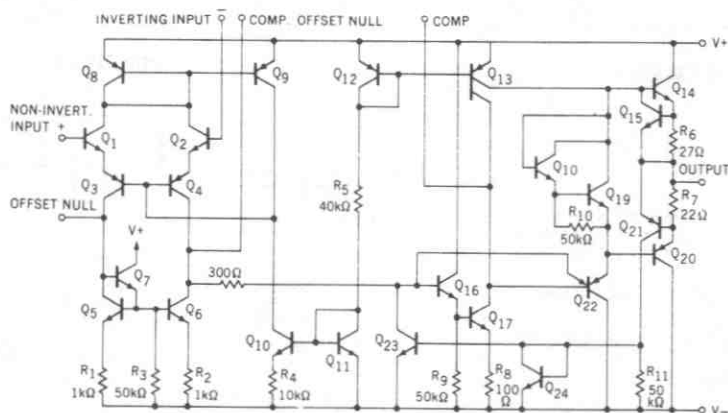 INVERTING INPUT −
COMP. OFFSET NULL
COMP
V+
Q8
Q9
Q12
Q13
Q14
Q15
NON-INVERT.
INPUT +
Q1
Q2
R6
27Ω
Q10
OUTPUT
Q3
Q4
R5
40kΩ
Q19
R7
22Ω
OFFSET NULL
R10
50kΩ
Q21
Q20
V+
Q7
300Ω
Q16
Q22
Q5
Q6
Q17
Q10
Q11
Q23
Q24
R1
1kΩ
R3
50kΩ
R2
1kΩ
R4
10kΩ
R9
50kΩ
R8
100
Ω
R11
50
kΩ
V-